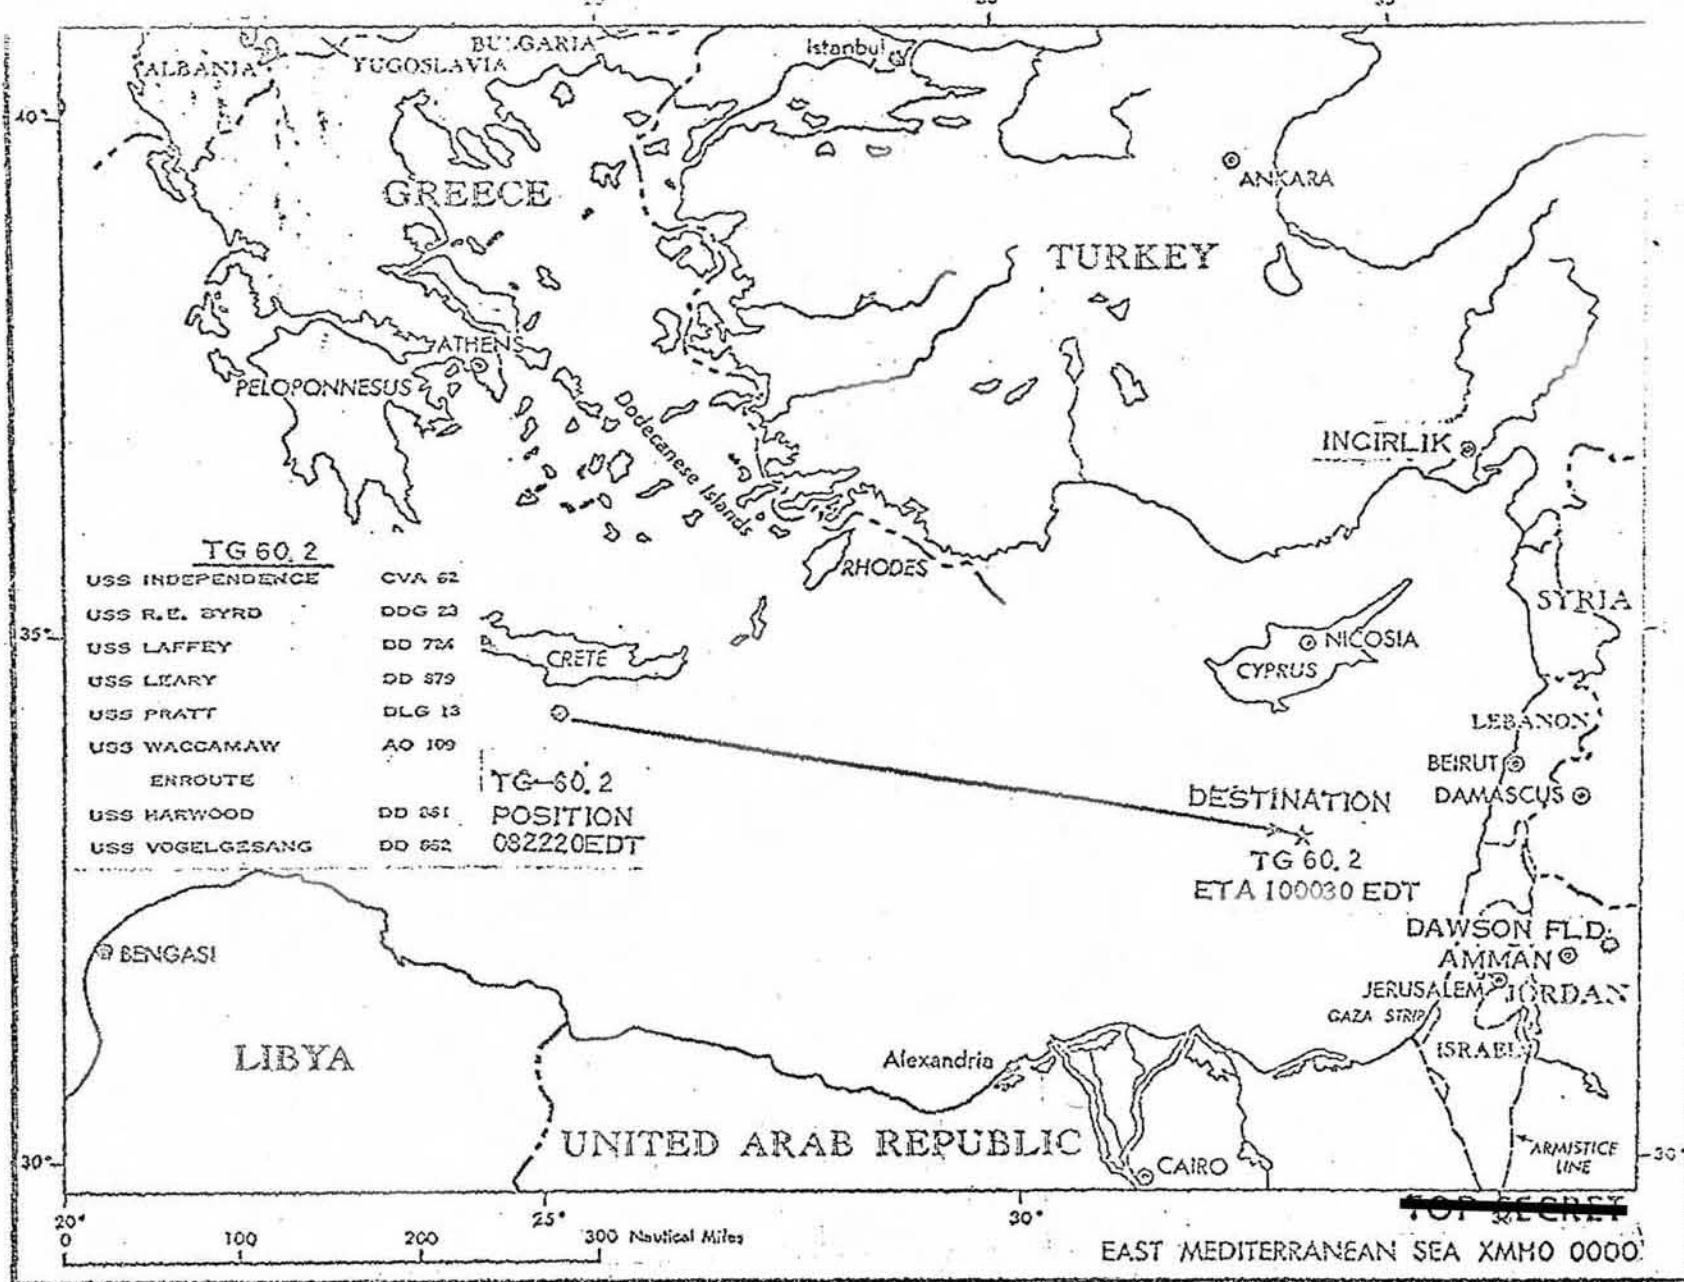 BULGARIA
Istanbul
ALBANIA
YUGOSLAVIA
40°
ANKARA
GREECE
TURKEY
ATHENS
PELOPONNESUS
Dodecanese Islands
INCIRLIK
TG 60.2
USS INDEPENDENCE CVA 62
USS R.E. BYRD DDG 23
USS LAFFEY DD 724
USS LEARY DD 879
USS PRATT DLG 13
USS WACCAMAW AO 109
ENROUTE
USS HARWOOD DD 861
USS VOGELGESANG DD 862
RHODES
SYRIA
35°
NICOSIA
CRETE
CYPRUS
LEBANON
TG-60.2
POSITION
082220EDT
BEIRUT
DESTINATION
DAMASCUS
TG 60.2
ETA 100030 EDT
DAWSON FLD.
BENGASI
AMMAN
JERUSALEM
JORDAN
GAZA STRIP
ISRAEL
LIBYA
Alexandria
UNITED ARAB REPUBLIC
CAIRO
ARMISTICE
LINE
30°
30°
TOP SECRET
20° 25° 30°
0 100 200 300 Nautical Miles
EAST MEDITERRANEAN SEA XMHO 0000